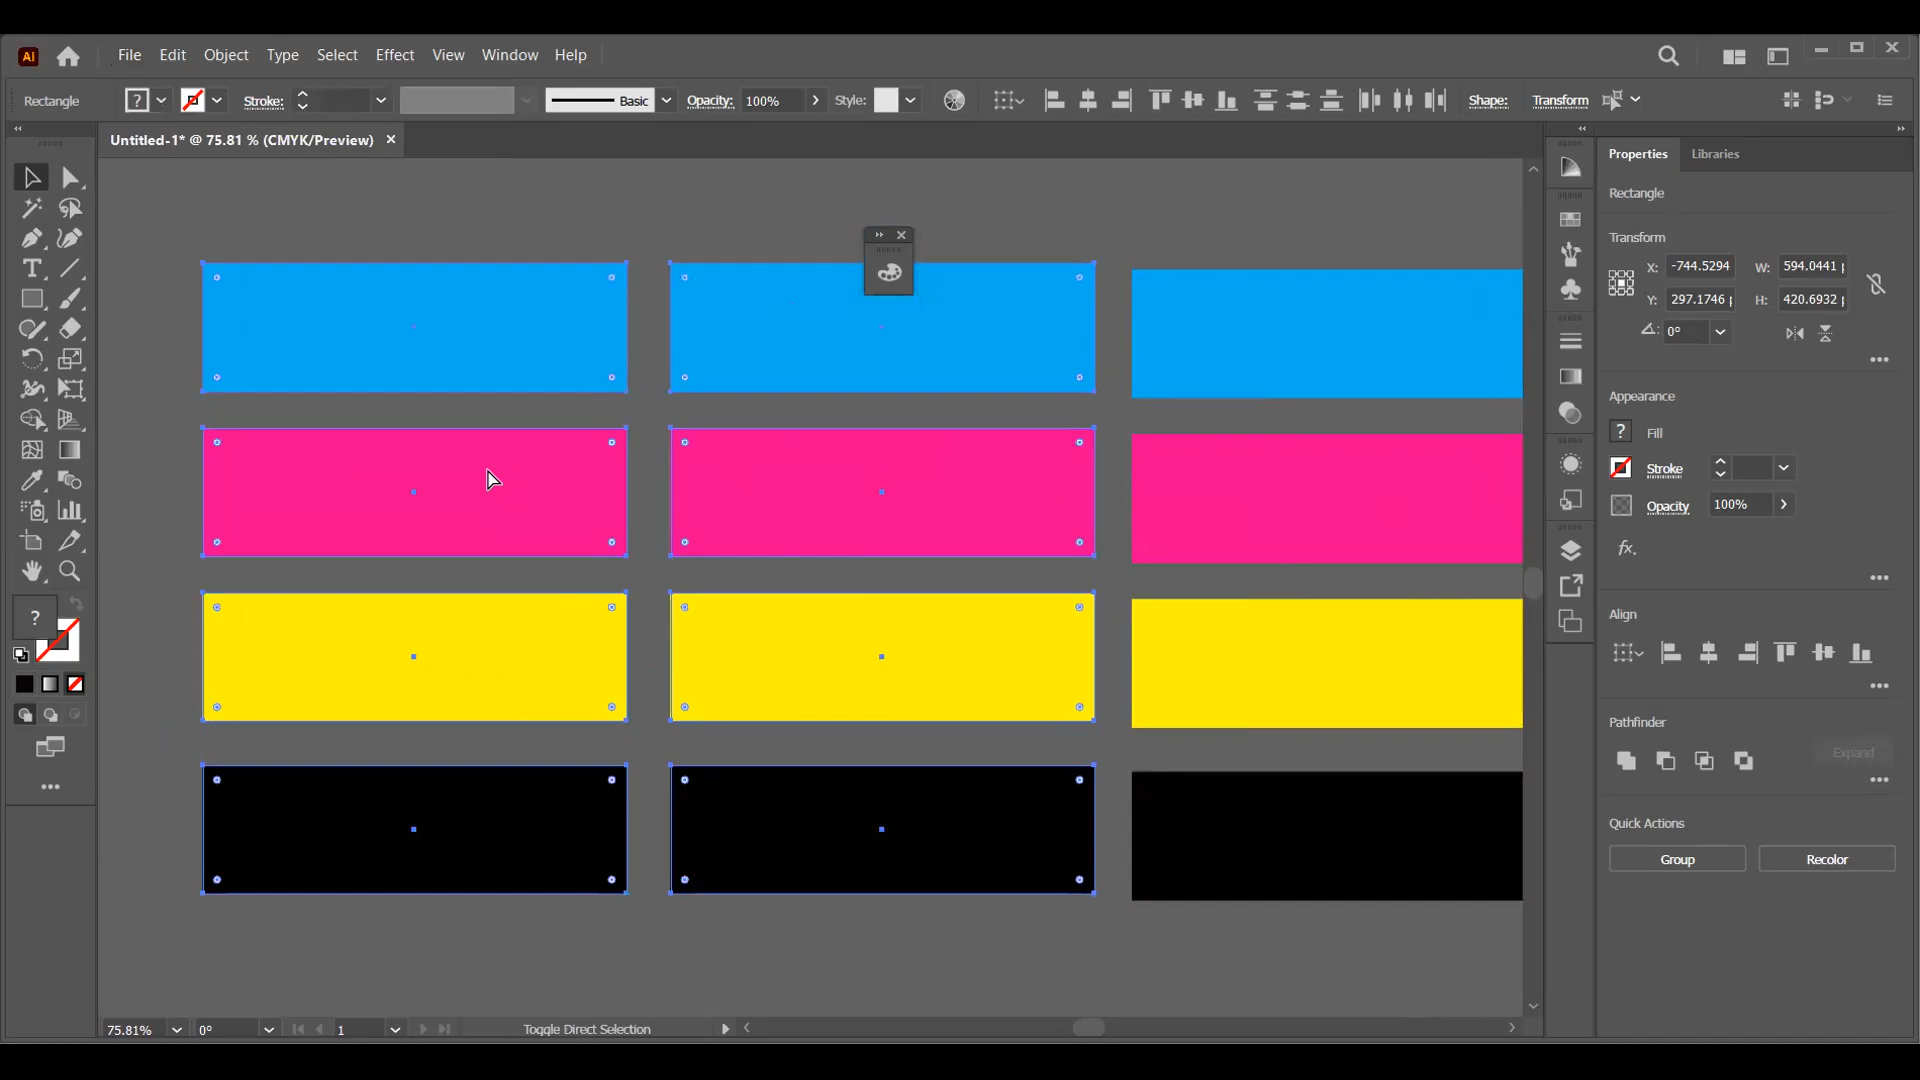 Ai File Edit Object Type Select Effect View Window Help
Rectangle ? Stroke: Basic Opacity: 100% Style: Shape: Transform
Untitled-1* @ 75.81 % (CMYK/Preview) ×
Properties Libraries
Rectangle
Transform
X: -744.5294 W: 594.0441 p
Y: 297.1746 p H: 420.6932 p
0°
Appearance
? Fill
Stroke
Opacity 100%
fx.
Align
?
Pathfinder
Expand
Quick Actions
Group Recolor
75.81% 0° 1 Toggle Direct Selection